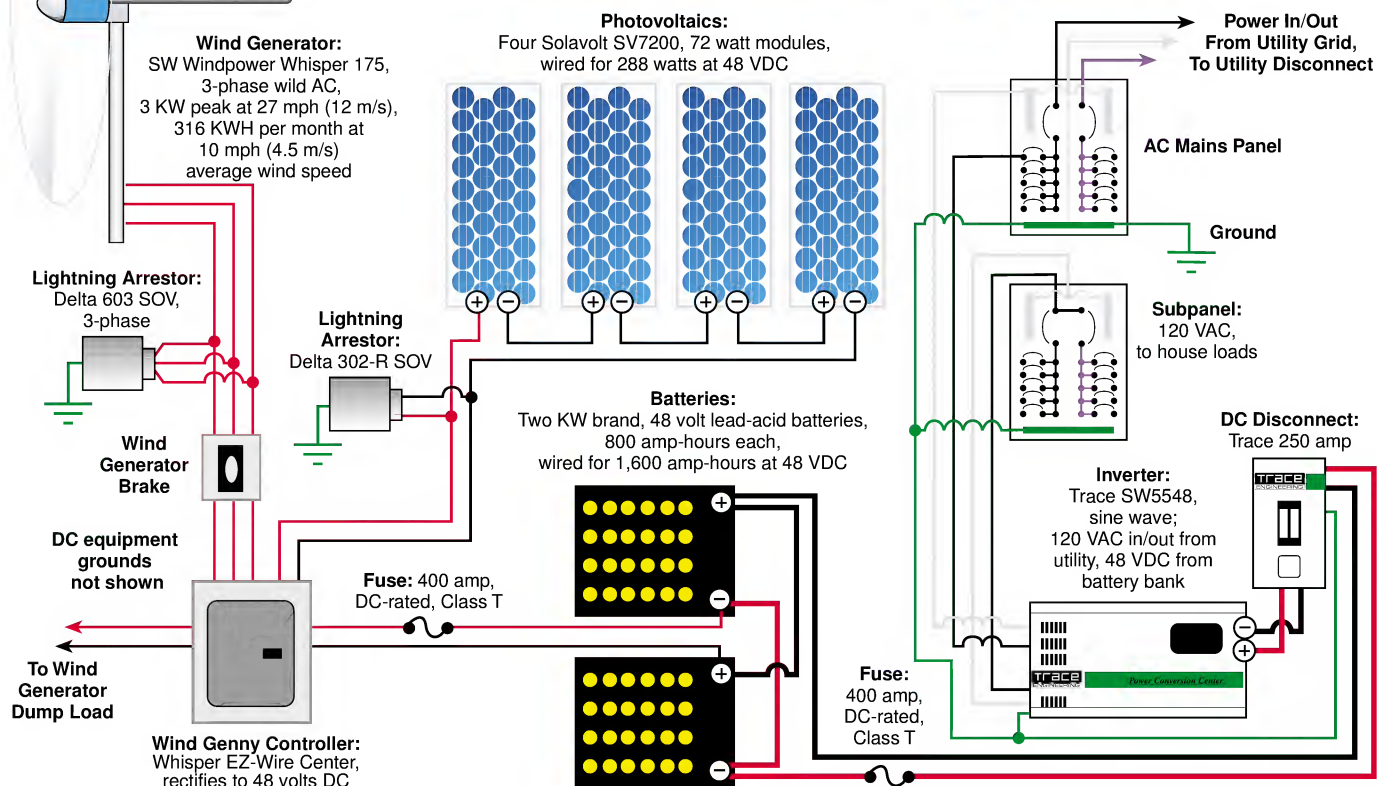 Wind Generator:
SW Windpower Whisper 175,
3-phase wild AC,
3 KW peak at 27 mph (12 m/s),
316 KWH per month at
10 mph (4.5 m/s)
average wind speed
Photovoltaics:
Four Solavolt SV7200, 72 watt modules,
wired for 288 watts at 48 VDC
Power In/Out
From Utility Grid,
To Utility Disconnect
AC Mains Panel
Ground
Lightning Arrestor:
Delta 603 SOV,
3-phase
Lightning
Arrestor:
Delta 302-R SOV
+
−
+
−
+
−
+
−
Subpanel:
120 VAC,
to house loads
Batteries:
Two KW brand, 48 volt lead-acid batteries,
800 amp-hours each,
wired for 1,600 amp-hours at 48 VDC
DC Disconnect:
Trace 250 amp
Trace
ENGINEERING
Wind
Generator
Brake
Inverter:
Trace SW5548,
sine wave;
120 VAC in/out from
utility, 48 VDC from
battery bank
DC equipment
grounds
not shown
Fuse: 400 amp,
DC-rated, Class T
+
−
+
−
−
+
Trace
ENGINEERING
Power Conversion Center
To Wind
Generator
Dump Load
Fuse:
400 amp,
DC-rated,
Class T
Wind Genny Controller:
Whisper EZ-Wire Center,
rectifies to 48 volts DC